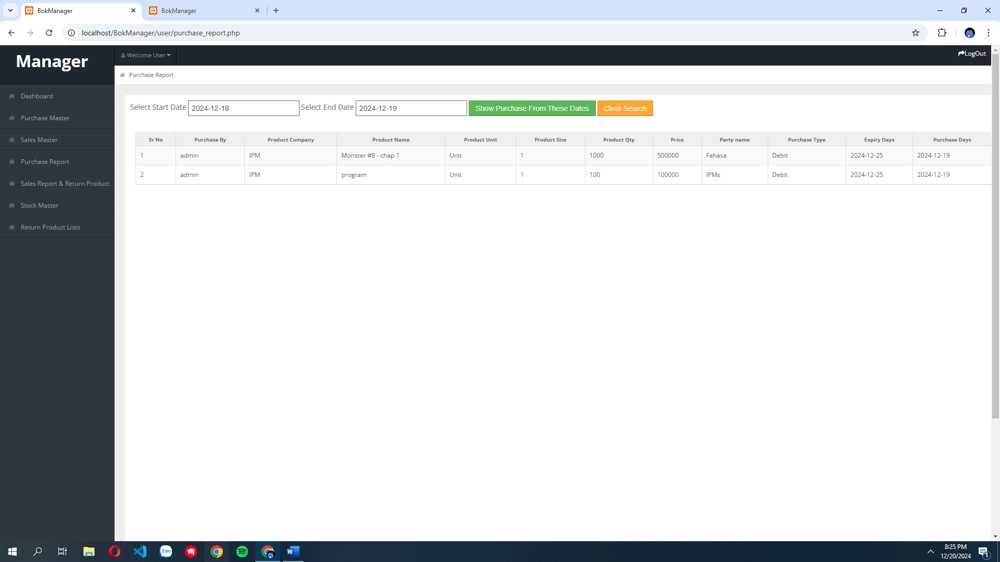 BokManager
BokManager
localhost/BokManager/user/purchase_report.php
Manager
Welcome User
LogOut
Purchase Report
Dashboard
Purchase Master
Sales Master
Purchase Report
Sales Report & Return Product
Stock Master
Return Product Lists
Select Start Date 2024-12-18 Select End Date 2024-12-19 Show Purchase From These Dates Clear Search
Sr No Purchase By Product Company Product Name Product Unit Product Size Product Qty Price Party name Purchase Type Expiry Days Purchase Days
1 admin IPM Monster #8 - chap 1 Unit 1 1000 500000 Fahasa Debit 2024-12-25 2024-12-19
2 admin IPM program Unit 1 100 100000 IPMs Debit 2024-12-25 2024-12-19
Zalo
W
8:25 PM
12/20/2024
1